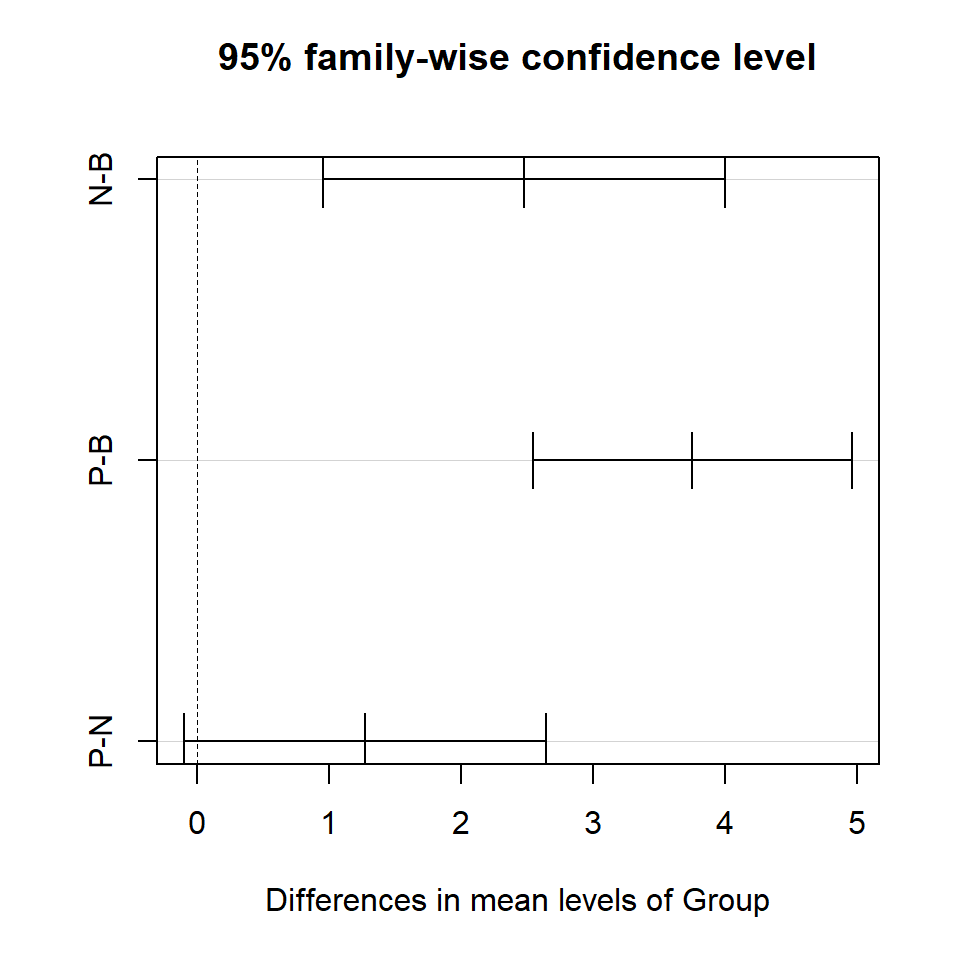 95% family-wise confidence level
N-B
P-B
P-N
0 1 2 3 4 5
Differences in mean levels of Group